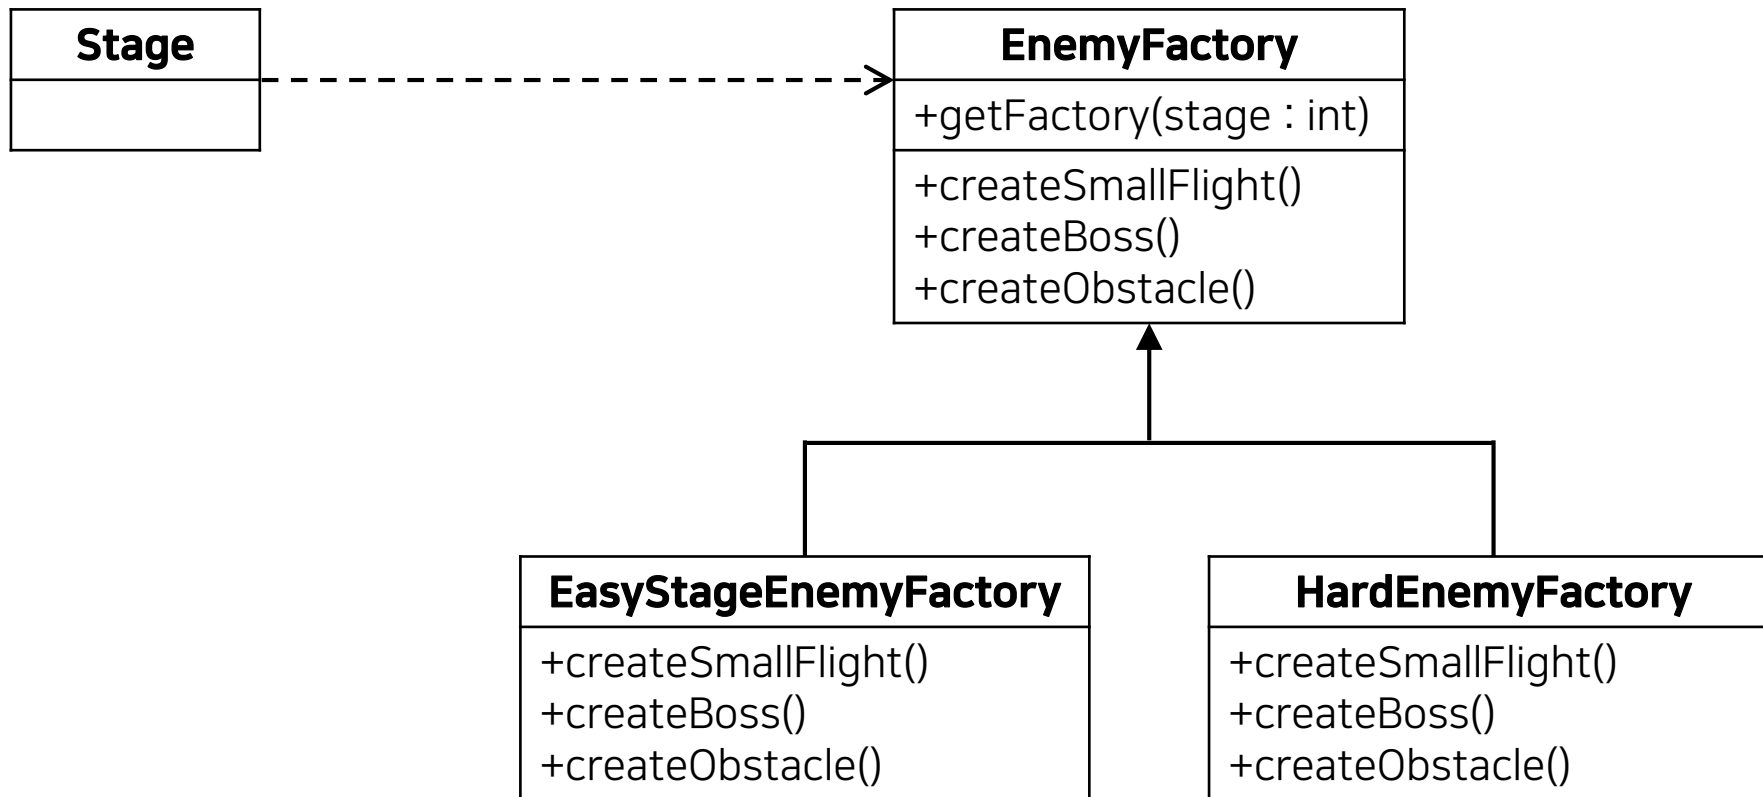 Stage
EnemyFactory
+getFactory(stage : int)
+createSmallFlight()
+createBoss()
+createObstacle()
EasyStageEnemyFactory
+createSmallFlight()
+createBoss()
+createObstacle()
HardEnemyFactory
+createSmallFlight()
+createBoss()
+createObstacle()